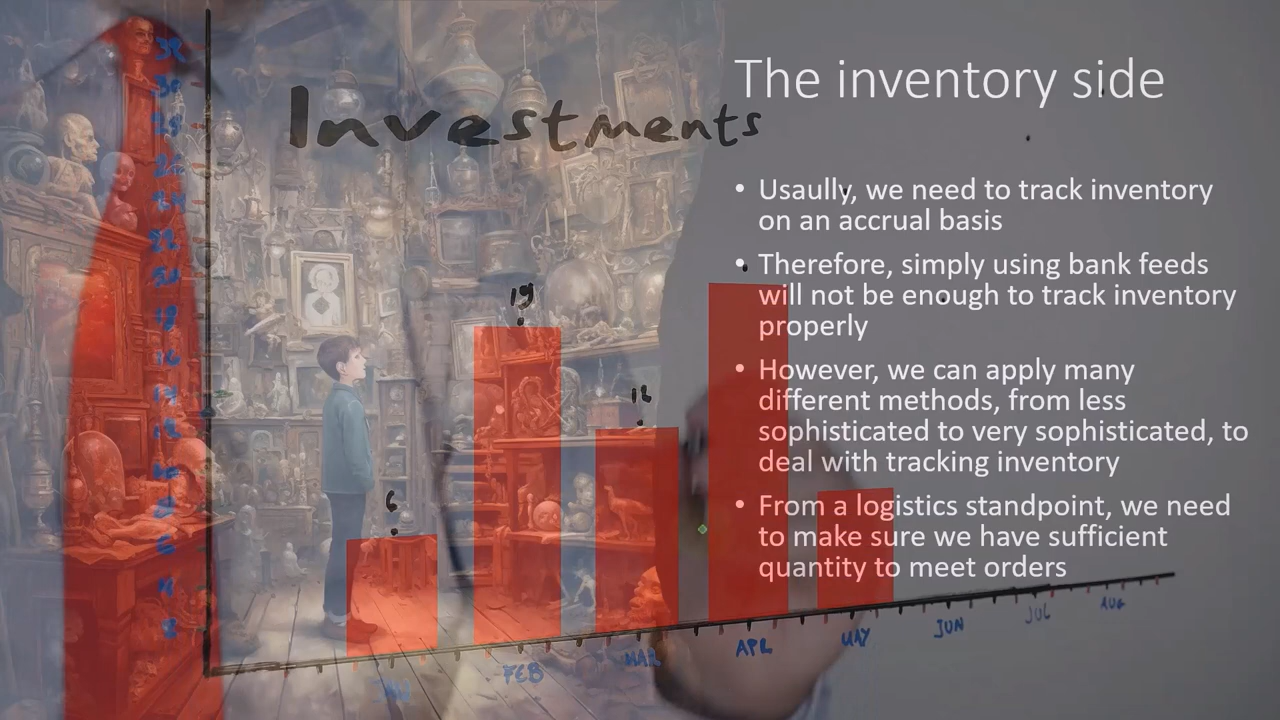 The inventory side
Investments
• Usaully, we need to track inventory
on an accrual basis
• Therefore, simply using bank feeds
will not be enough to track inventory
properly
• However, we can apply many
different methods, from less
sophisticated to very sophisticated, to
deal with tracking inventory
• From a logistics standpoint, we need
to make sure we have sufficient
quantity to meet orders
19
6
FEB
MAR
APR
MAY
JUN
JUL
AUG